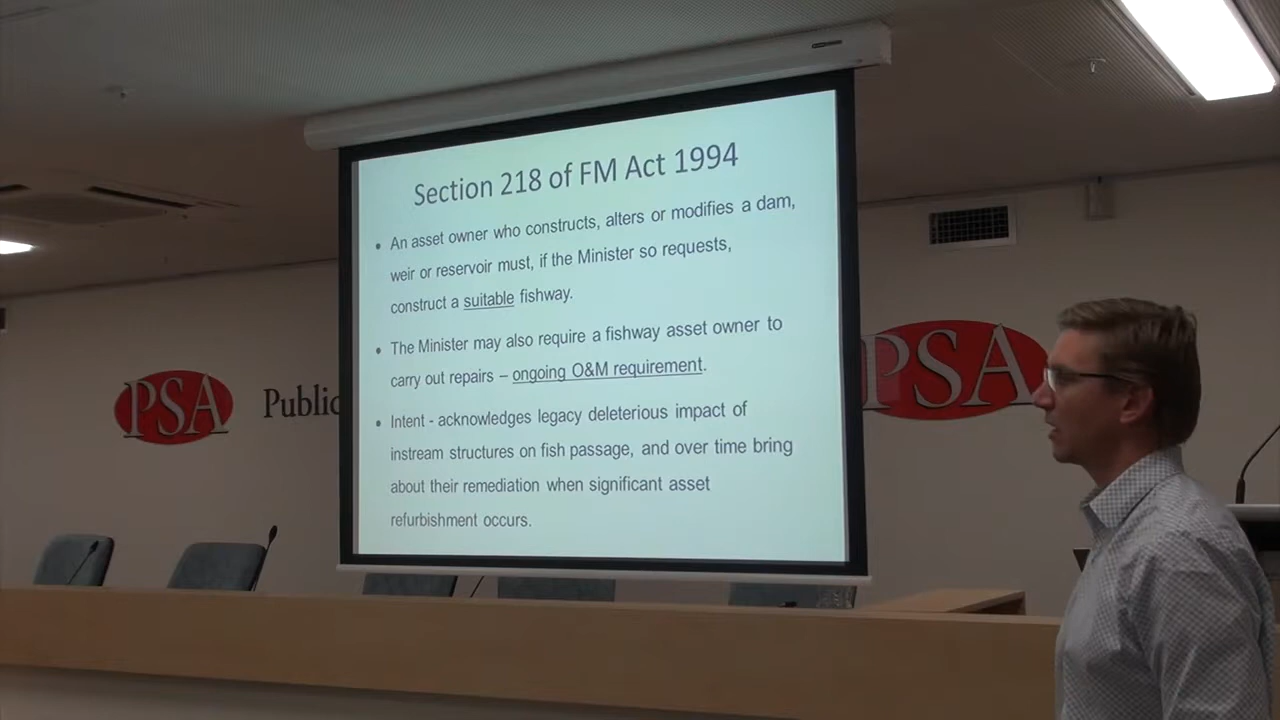 Section 218 of FM Act 1994
• An asset owner who constructs, alters or modifies a dam,
weir or reservoir must, if the Minister so requests,
construct a suitable fishway.
• The Minister may also require a fishway asset owner to
carry out repairs – ongoing O&M requirement.
• Intent - acknowledges legacy deleterious impact of
instream structures on fish passage, and over time bring
about their remediation when significant asset
refurbishment occurs.
PSA
Public
PSA